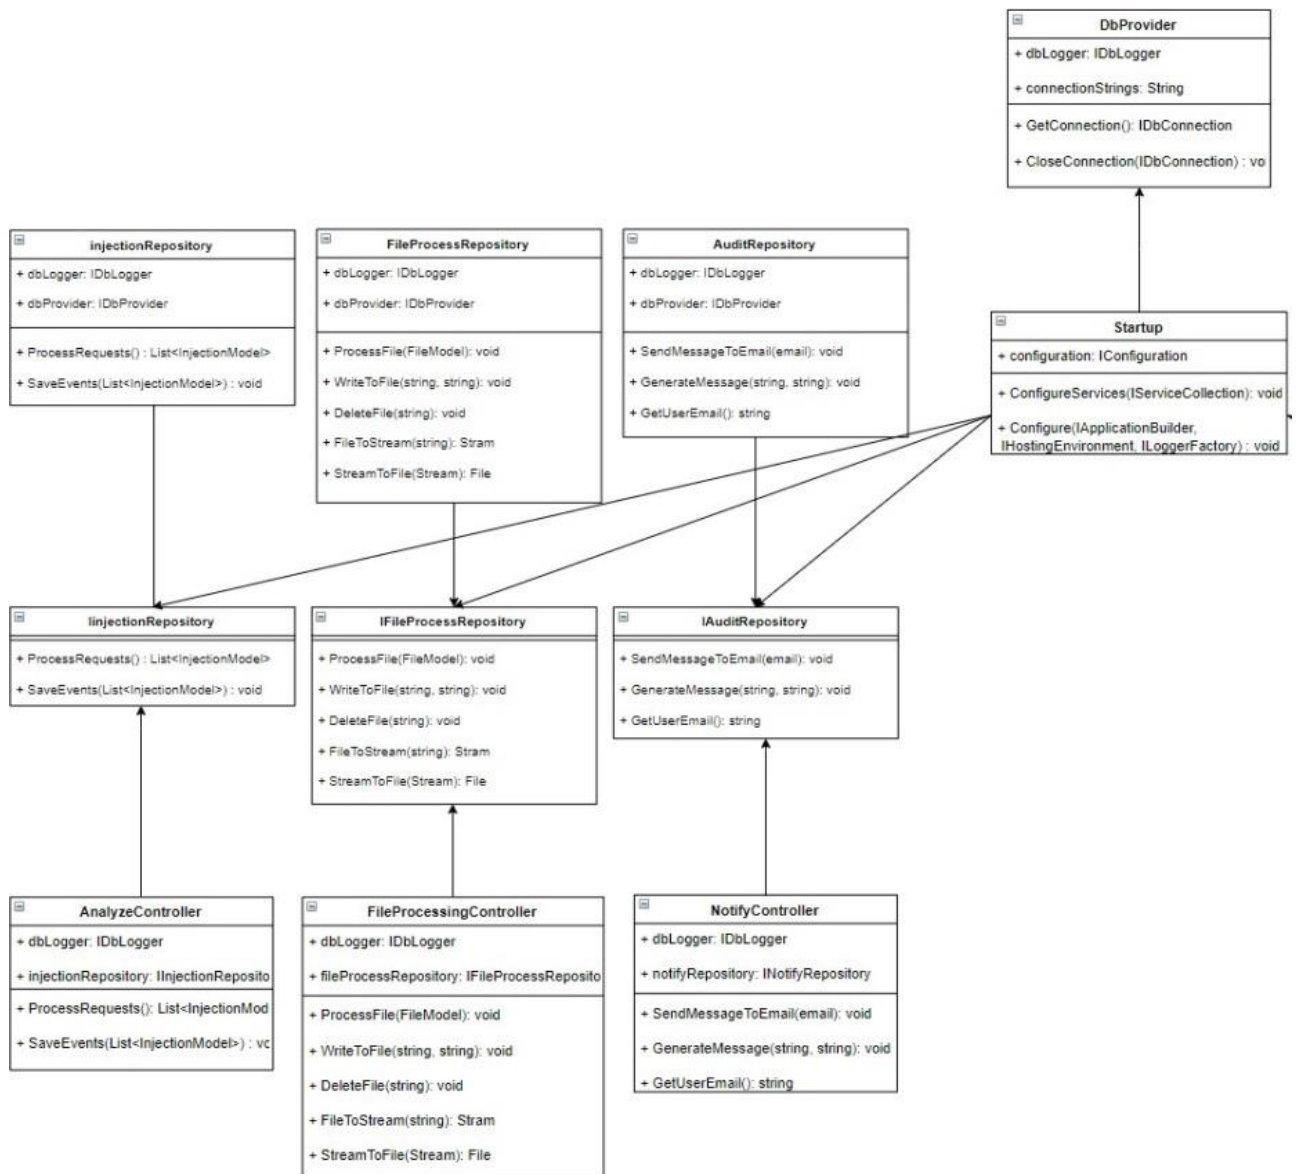 DbProvider
+ dbLogger: IDbLogger
+ connectionStrings: String
+ GetConnection(): IDbConnection
+ CloseConnection(IDbConnection) : vo
injectionRepository
+ dbLogger: IDbLogger
+ dbProvider: IDbProvider
+ ProcessRequests() : List<InjectionModel>
+ SaveEvents(List<InjectionModel>) : void
FileProcessRepository
+ dbLogger: IDbLogger
+ dbProvider: IDbProvider
+ ProcessFile(FileModel): void
+ WriteToFile(string, string): void
+ DeleteFile(string): void
+ FileToStream(string): Stram
+ StreamToFile(Stream): File
AuditRepository
+ dbLogger: IDbLogger
+ dbProvider: IDbProvider
+ SendMessageToEmail(email): void
+ GenerateMessage(string, string): void
+ GetUserEmail(): string
Startup
+ configuration: IConfiguration
+ ConfigureServices(IServiceCollection): void
+ Configure(IApplicationBuilder,
IHostingEnvironment, ILoggerFactory) : void
IinjectionRepository
+ ProcessRequests() : List<InjectionModel>
+ SaveEvents(List<InjectionModel>) : void
IFileProcessRepository
+ ProcessFile(FileModel): void
+ WriteToFile(string, string): void
+ DeleteFile(string): void
+ FileToStream(string): Stram
+ StreamToFile(Stream): File
IAuditRepository
+ SendMessageToEmail(email): void
+ GenerateMessage(string, string): void
+ GetUserEmail(): string
AnalyzeController
+ dbLogger: IDbLogger
+ injectionRepository: IInjectionReposito
+ ProcessRequests(): List<InjectionMod
+ SaveEvents(List<InjectionModel>) : vc
FileProcessingController
+ dbLogger: IDbLogger
+ fileProcessRepository: IFileProcessReposito
+ ProcessFile(FileModel): void
+ WriteToFile(string, string): void
+ DeleteFile(string): void
+ FileToStream(string): Stram
+ StreamToFile(Stream): File
NotifyController
+ dbLogger: IDbLogger
+ notifyRepository: INotifyRepository
+ SendMessageToEmail(email): void
+ GenerateMessage(string, string): void
+ GetUserEmail(): string